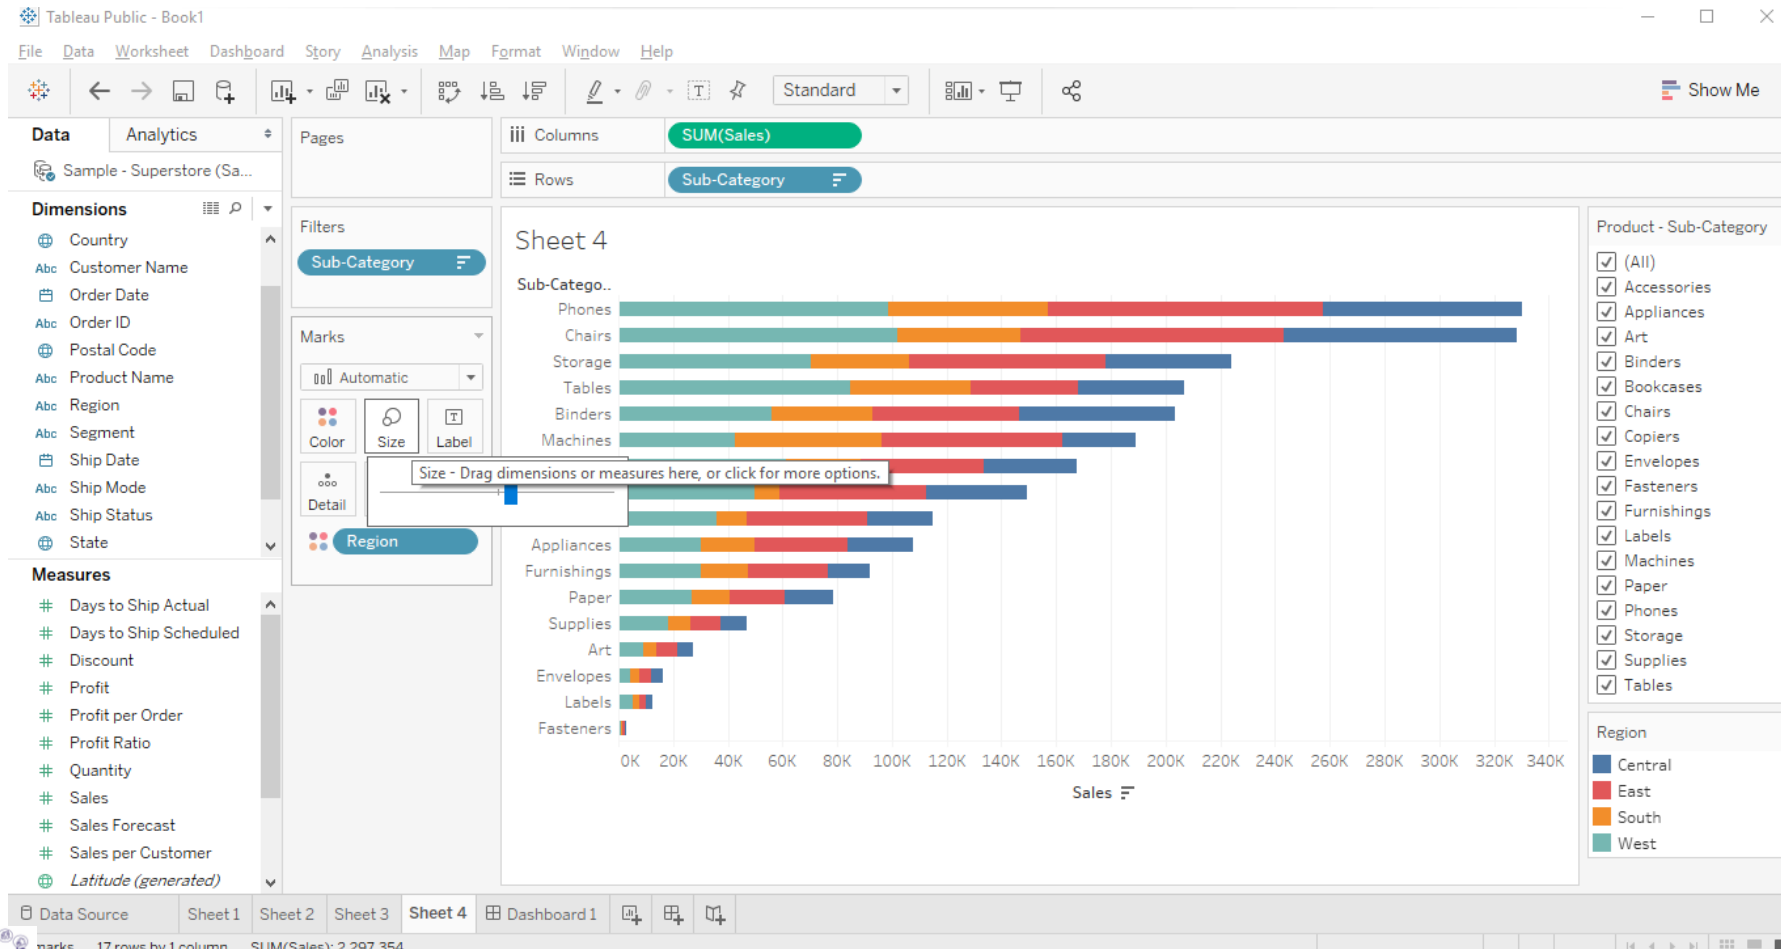 Tableau Public - Book1
File Data Worksheet Dashboard Story Analysis Map Format Window Help
Standard
Show Me
Data Analytics
Sample - Superstore (Sa...
Dimensions
Country
Abc Customer Name
Order Date
Abc Order ID
Postal Code
Abc Product Name
Abc Region
Abc Segment
Ship Date
Abc Ship Mode
Abc Ship Status
State
Measures
# Days to Ship Actual
# Days to Ship Scheduled
# Discount
# Profit
# Profit per Order
# Profit Ratio
# Quantity
# Sales
# Sales Forecast
# Sales per Customer
Latitude (generated)
Pages
Filters
Sub-Category
Marks
Automatic
Color Size Label
Detail
Region
Size - Drag dimensions or measures here, or click for more options.
Columns SUM(Sales)
Rows Sub-Category
Sheet 4
Sub-Catego..
Phones
Chairs
Storage
Tables
Binders
Machines
Appliances
Furnishings
Paper
Supplies
Art
Envelopes
Labels
Fasteners
0K 20K 40K 60K 80K 100K 120K 140K 160K 180K 200K 220K 240K 260K 280K 300K 320K 340K
Sales
Product - Sub-Category
(All)
Accessories
Appliances
Art
Binders
Bookcases
Chairs
Copiers
Envelopes
Fasteners
Furnishings
Labels
Machines
Paper
Phones
Storage
Supplies
Tables
Region
Central
East
South
West
Data Source Sheet 1 Sheet 2 Sheet 3 Sheet 4 Dashboard 1
marks 17 rows by 1 column SUM(Sales): 2,297,354